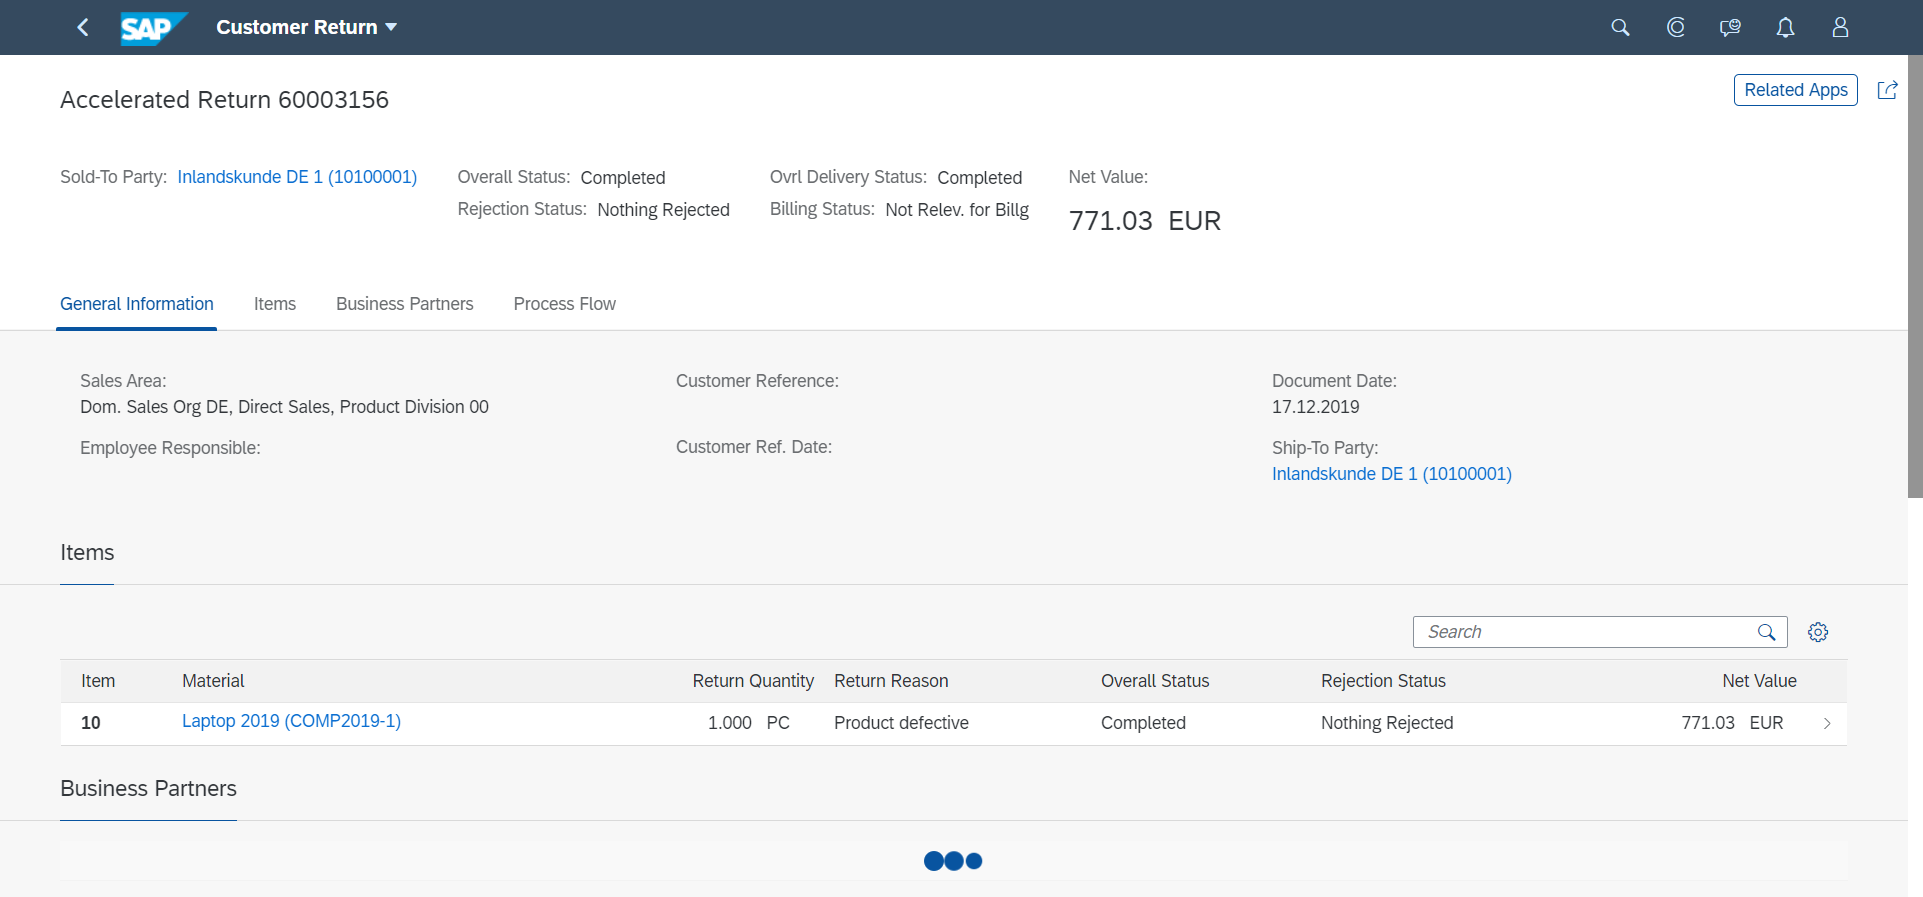 SAP Customer Return
Accelerated Return 60003156
Related Apps
Sold-To Party: Inlandskunde DE 1 (10100001)
Overall Status: Completed
Rejection Status: Nothing Rejected
Ovrl Delivery Status: Completed
Billing Status: Not Relev. for Billg
Net Value:
771.03 EUR
General Information Items Business Partners Process Flow
Sales Area:
Dom. Sales Org DE, Direct Sales, Product Division 00
Employee Responsible:
Customer Reference:
Customer Ref. Date:
Document Date:
17.12.2019
Ship-To Party:
Inlandskunde DE 1 (10100001)
Items
Search
Item Material Return Quantity Return Reason Overall Status Rejection Status Net Value
10 Laptop 2019 (COMP2019-1) 1.000 PC Product defective Completed Nothing Rejected 771.03 EUR
Business Partners